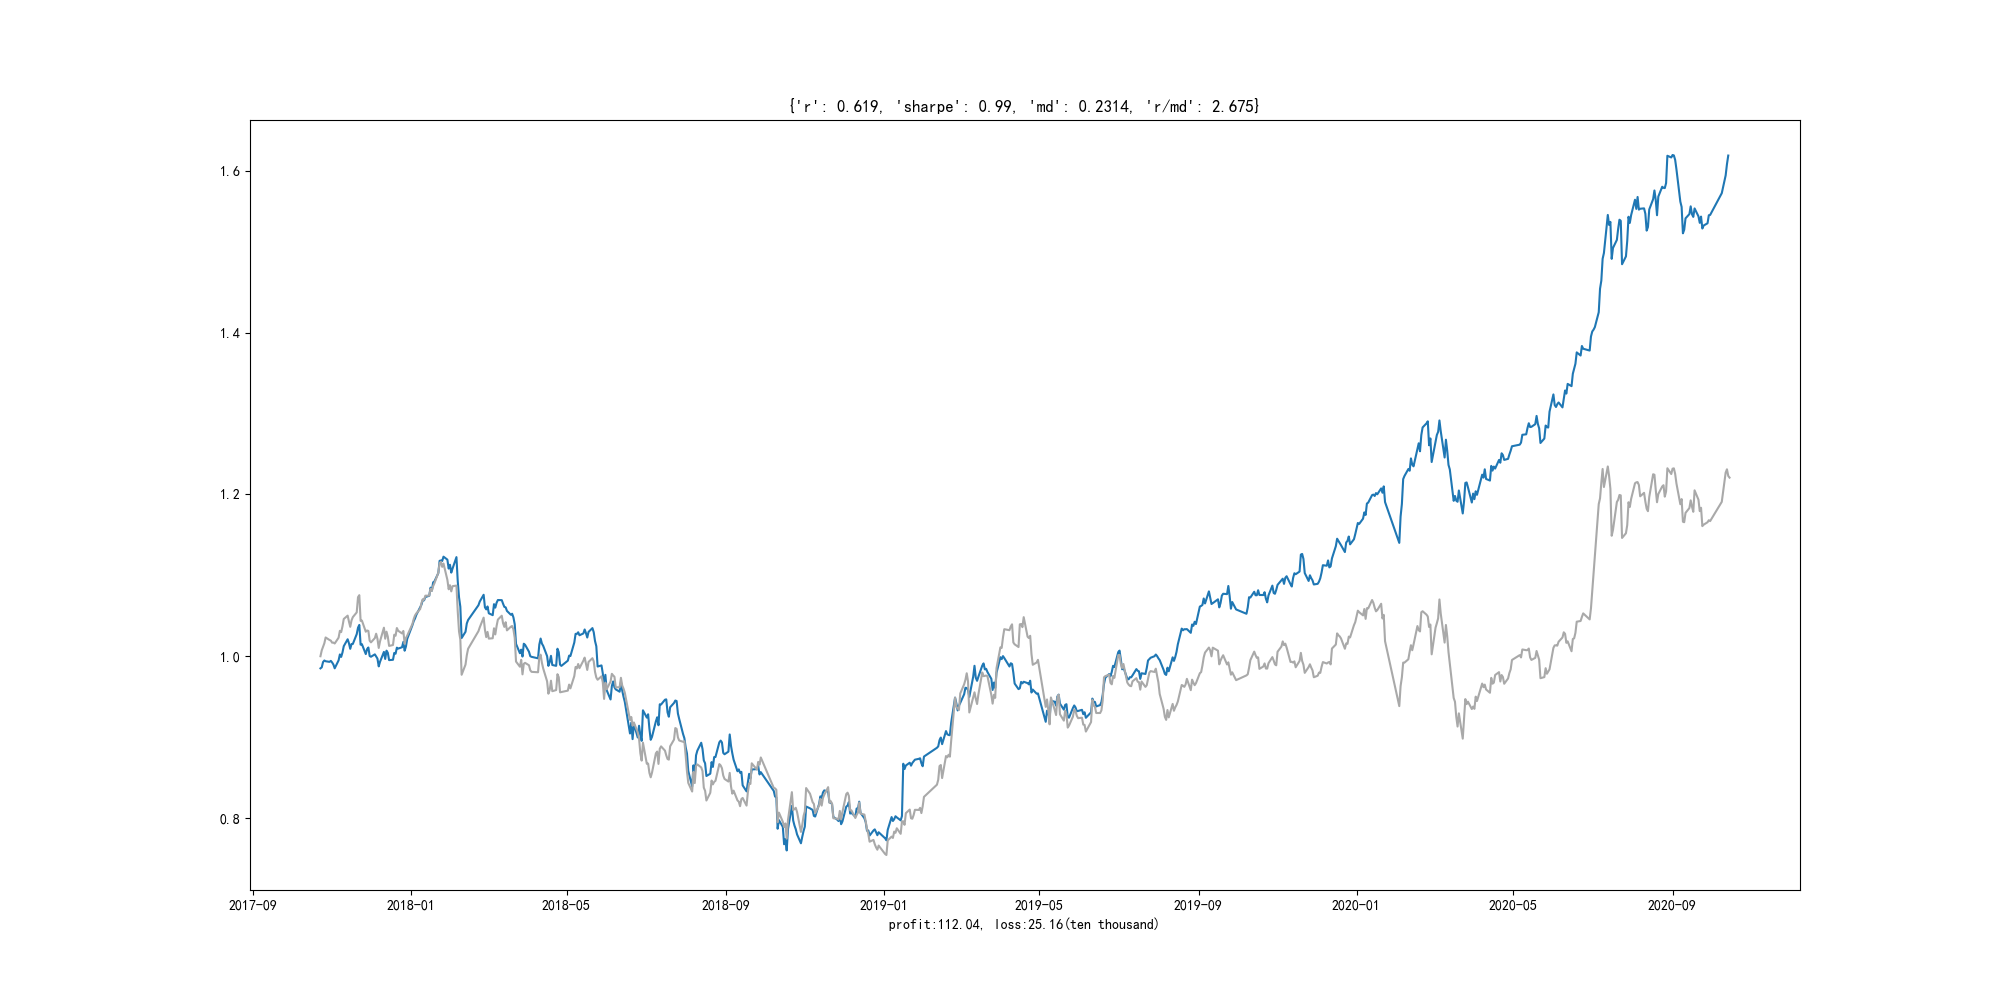 {'r': 0.619, 'sharpe': 0.99, 'md': 0.2314, 'r/md': 2.675}
1.6
1.4
1.2
1.0
0.8
2017-09 2018-01 2018-05 2018-09 2019-01 2019-05 2019-09 2020-01 2020-05 2020-09
profit:112.04, loss:25.16(ten thousand)